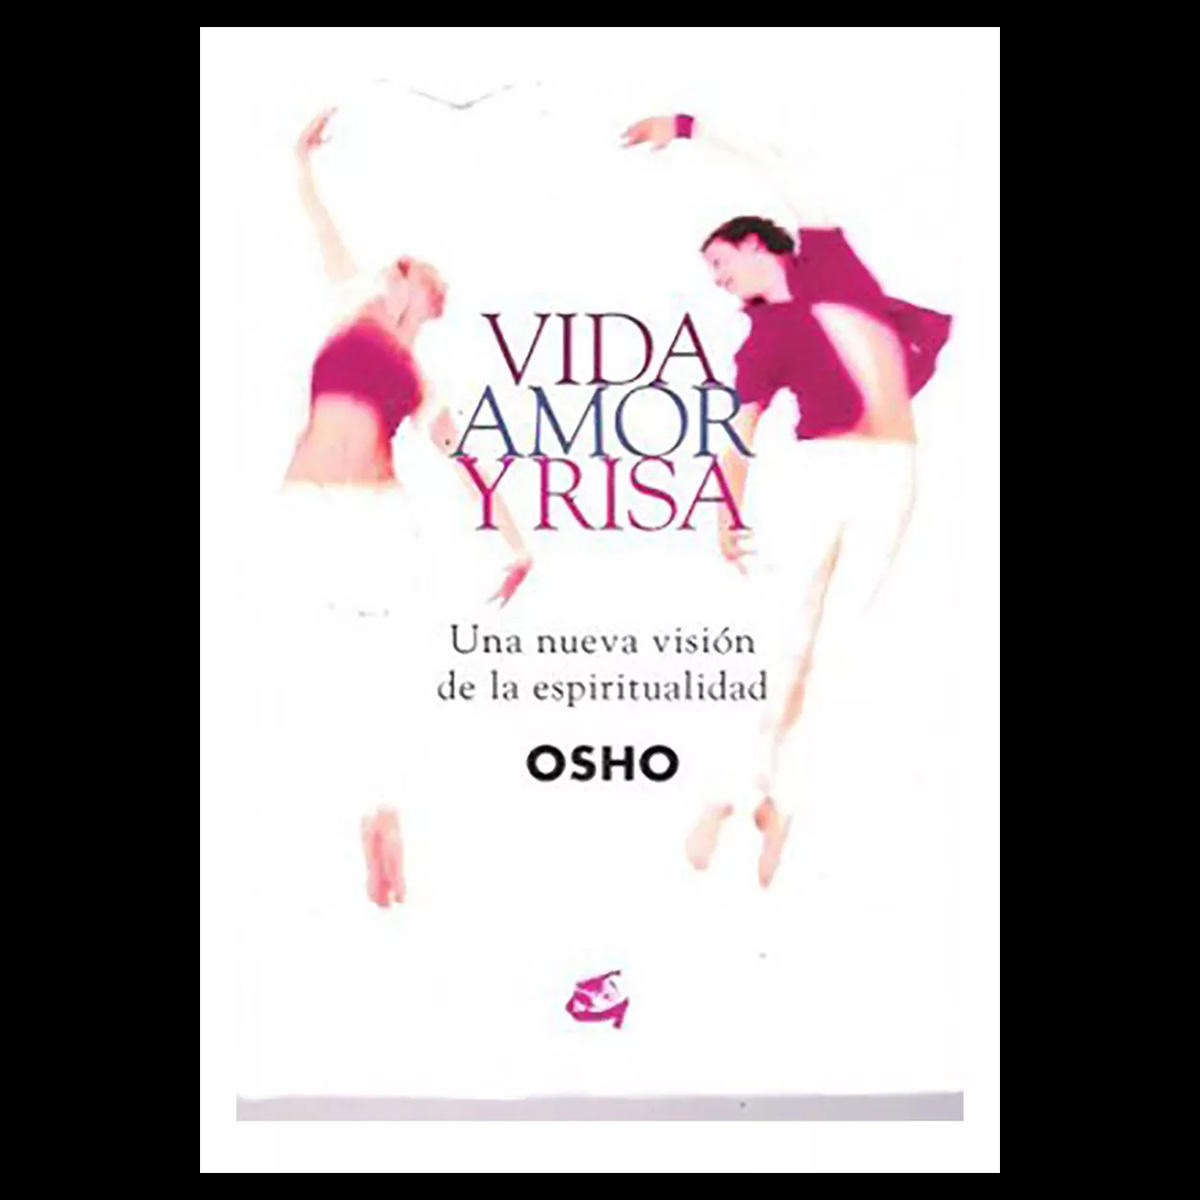 VIDA
AMOR
Y RISA
Una nueva visión
de la espiritualidad
OSHO